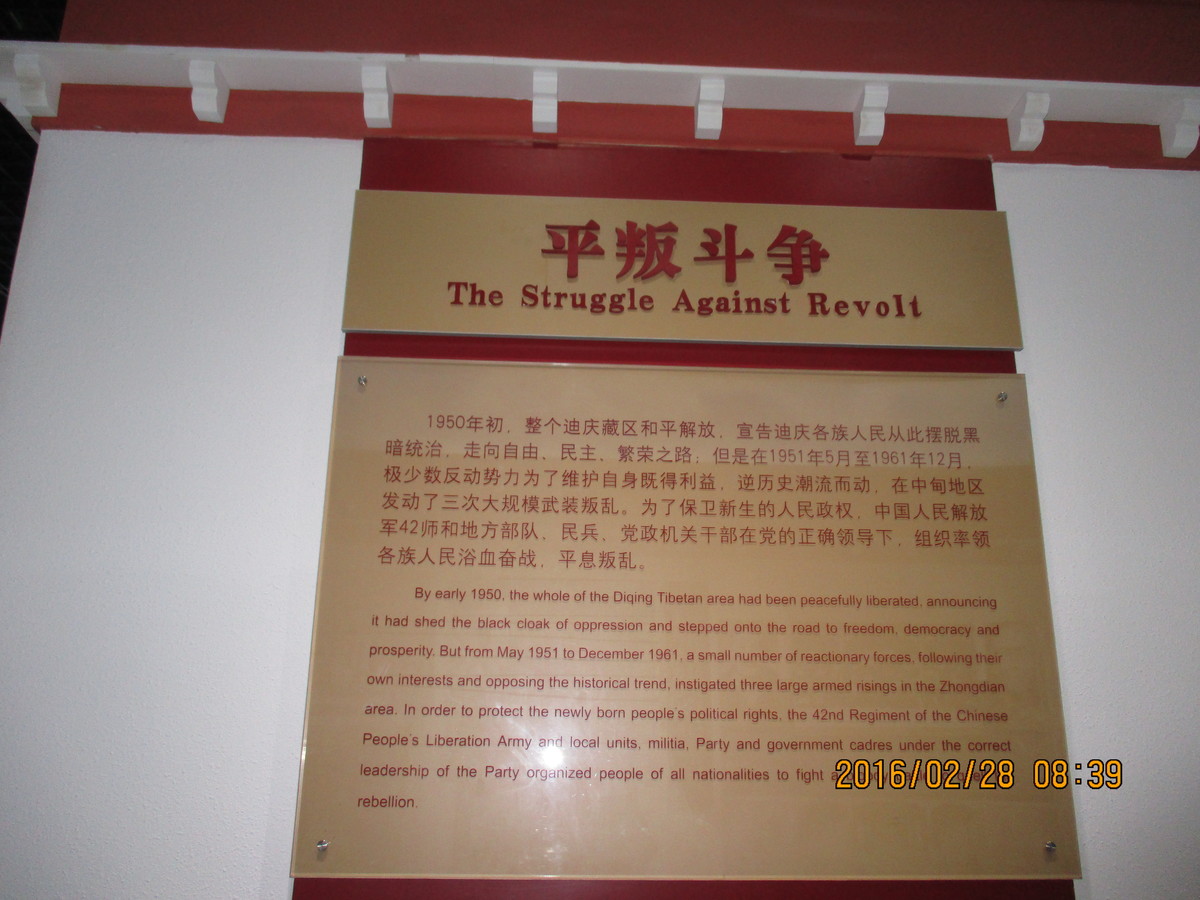 平叛斗争
The Struggle Against Revolt
1950年初，整个迪庆藏区和平解放，宣告迪庆各族人民从此摆脱黑
暗统治，走向自由、民主、繁荣之路；但是在1951年5月至1961年12月，
极少数反动势力为了维护自身既得利益，逆历史潮流而动，在中甸地区
发动了三次大规模武装叛乱。为了保卫新生的人民政权，中国人民解放
军42师和地方部队、民兵、党政机关干部在党的正确领导下，组织率领
各族人民浴血奋战，平息叛乱。
By early 1950, the whole of the Diqing Tibetan area had been peacefully liberated, announcing
it had shed the black cloak of oppression and stepped onto the road to freedom, democracy and
prosperity. But from May 1951 to December 1961, a small number of reactionary forces, following their
own interests and opposing the historical trend, instigated three large armed risings in the Zhongdian
area. In order to protect the newly born people's political rights, the 42nd Regiment of the Chinese
People's Liberation Army and local units, militia, Party and government cadres under the correct
leadership of the Party organized people of all nationalities to fight a
rebellion.
2016/02/28 08:39